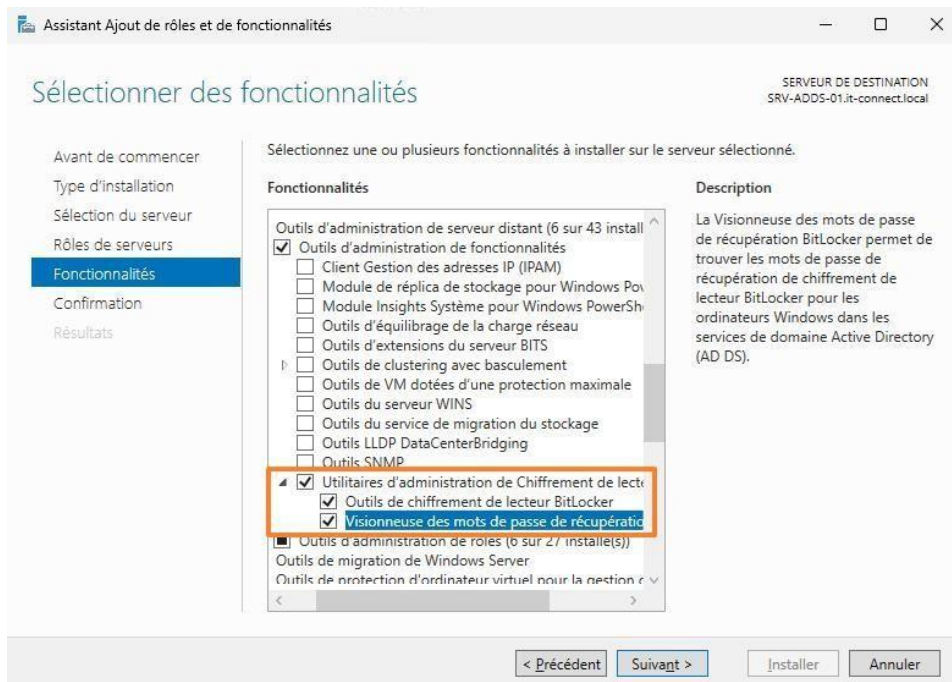 Assistant Ajout de rôles et de fonctionnalités
Sélectionner des fonctionnalités
SERVEUR DE DESTINATION
SRV-ADDS-01.it-connect.local
Avant de commencer
Type d'installation
Sélection du serveur
Rôles de serveurs
Fonctionnalités
Confirmation
Résultats
Sélectionnez une ou plusieurs fonctionnalités à installer sur le serveur sélectionné.
Fonctionnalités
Outils d'administration de serveur distant (6 sur 43 install
Outils d'administration de fonctionnalités
Client Gestion des adresses IP (IPAM)
Module de réplica de stockage pour Windows Pow
Module Insights Système pour Windows PowerShe
Outils d'équilibrage de la charge réseau
Outils d'extensions du serveur BITS
Outils de clustering avec basculement
Outils de VM dotées d'une protection maximale
Outils du serveur WINS
Outils du service de migration du stockage
Outils LLDP DataCenterBridging
Outils SNMP
Utilitaires d'administration de Chiffrement de lecte
Outils de chiffrement de lecteur BitLocker
Visionneuse des mots de passe de récupératio
Outils d'administration de rôles (6 sur 27 installé(s))
Outils de migration de Windows Server
Outils de protection d'ordinateur virtuel pour la gestion
Description
La Visionneuse des mots de passe
de récupération BitLocker permet de
trouver les mots de passe de
récupération de chiffrement de
lecteur BitLocker pour les
ordinateurs Windows dans les
services de domaine Active Directory
(AD DS).
< Précédent
Suivant >
Installer
Annuler